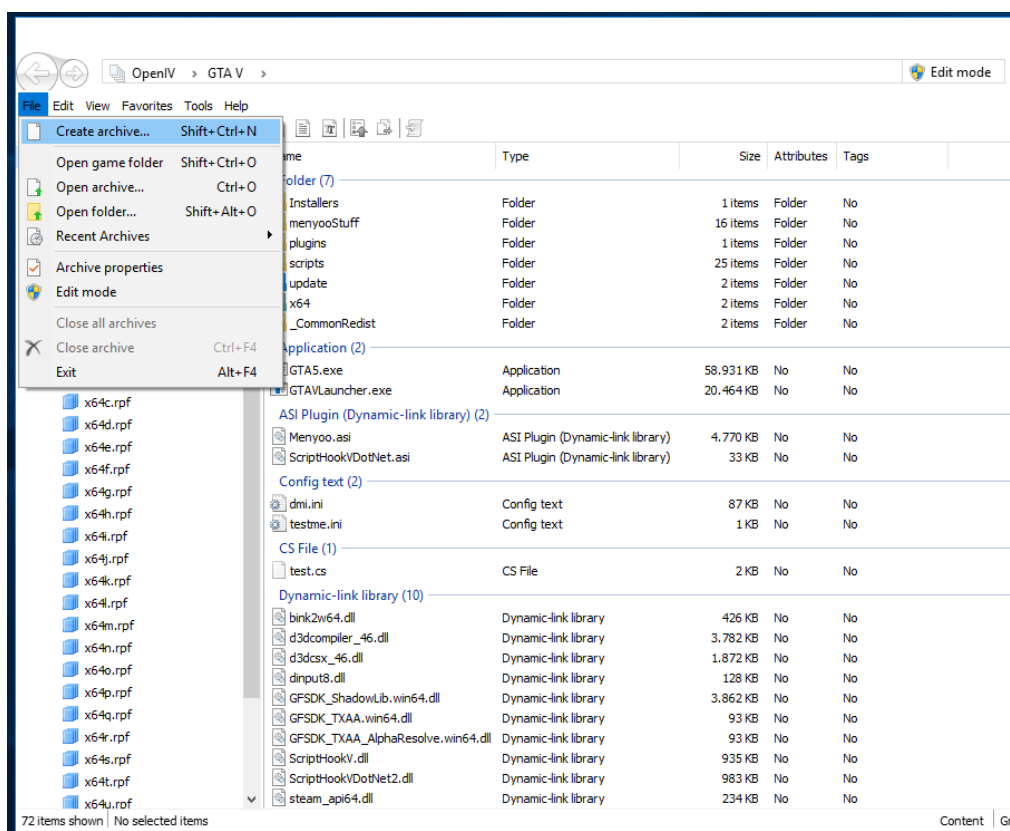 OpenIV › GTA V ›
Edit mode
File Edit View Favorites Tools Help
Create archive... Shift+Ctrl+N
Open game folder Shift+Ctrl+O
Open archive... Ctrl+O
Open folder... Shift+Alt+O
Recent Archives
Archive properties
Edit mode
Close all archives
Close archive Ctrl+F4
Exit Alt+F4
x64c.rpf
x64d.rpf
x64e.rpf
x64f.rpf
x64g.rpf
x64h.rpf
x64i.rpf
x64j.rpf
x64k.rpf
x64l.rpf
x64m.rpf
x64n.rpf
x64o.rpf
x64p.rpf
x64q.rpf
x64r.rpf
x64s.rpf
x64t.rpf
x64u.rpf
Type Size Attributes Tags
Folder (7)
Installers Folder 1 items Folder No
menyooStuff Folder 16 items Folder No
plugins Folder 1 items Folder No
scripts Folder 25 items Folder No
update Folder 2 items Folder No
x64 Folder 2 items Folder No
_CommonRedist Folder 2 items Folder No
Application (2)
GTA5.exe Application 58.931 KB No No
GTAVLauncher.exe Application 20.464 KB No No
ASI Plugin (Dynamic-link library) (2)
Menyoo.asi ASI Plugin (Dynamic-link library) 4.770 KB No No
ScriptHookVDotNet.asi ASI Plugin (Dynamic-link library) 33 KB No No
Config text (2)
dmi.ini Config text 87 KB No No
testme.ini Config text 1 KB No No
CS File (1)
test.cs CS File 2 KB No No
Dynamic-link library (10)
bink2w64.dll Dynamic-link library 426 KB No No
d3dcompiler_46.dll Dynamic-link library 3.782 KB No No
d3dcsx_46.dll Dynamic-link library 1.872 KB No No
dinput8.dll Dynamic-link library 128 KB No No
GFSDK_ShadowLib.win64.dll Dynamic-link library 3.862 KB No No
GFSDK_TXAA.win64.dll Dynamic-link library 93 KB No No
GFSDK_TXAA_AlphaResolve.win64.dll Dynamic-link library 93 KB No No
ScriptHookV.dll Dynamic-link library 935 KB No No
ScriptHookVDotNet2.dll Dynamic-link library 983 KB No No
steam_api64.dll Dynamic-link library 234 KB No No
72 items shown No selected items
Content